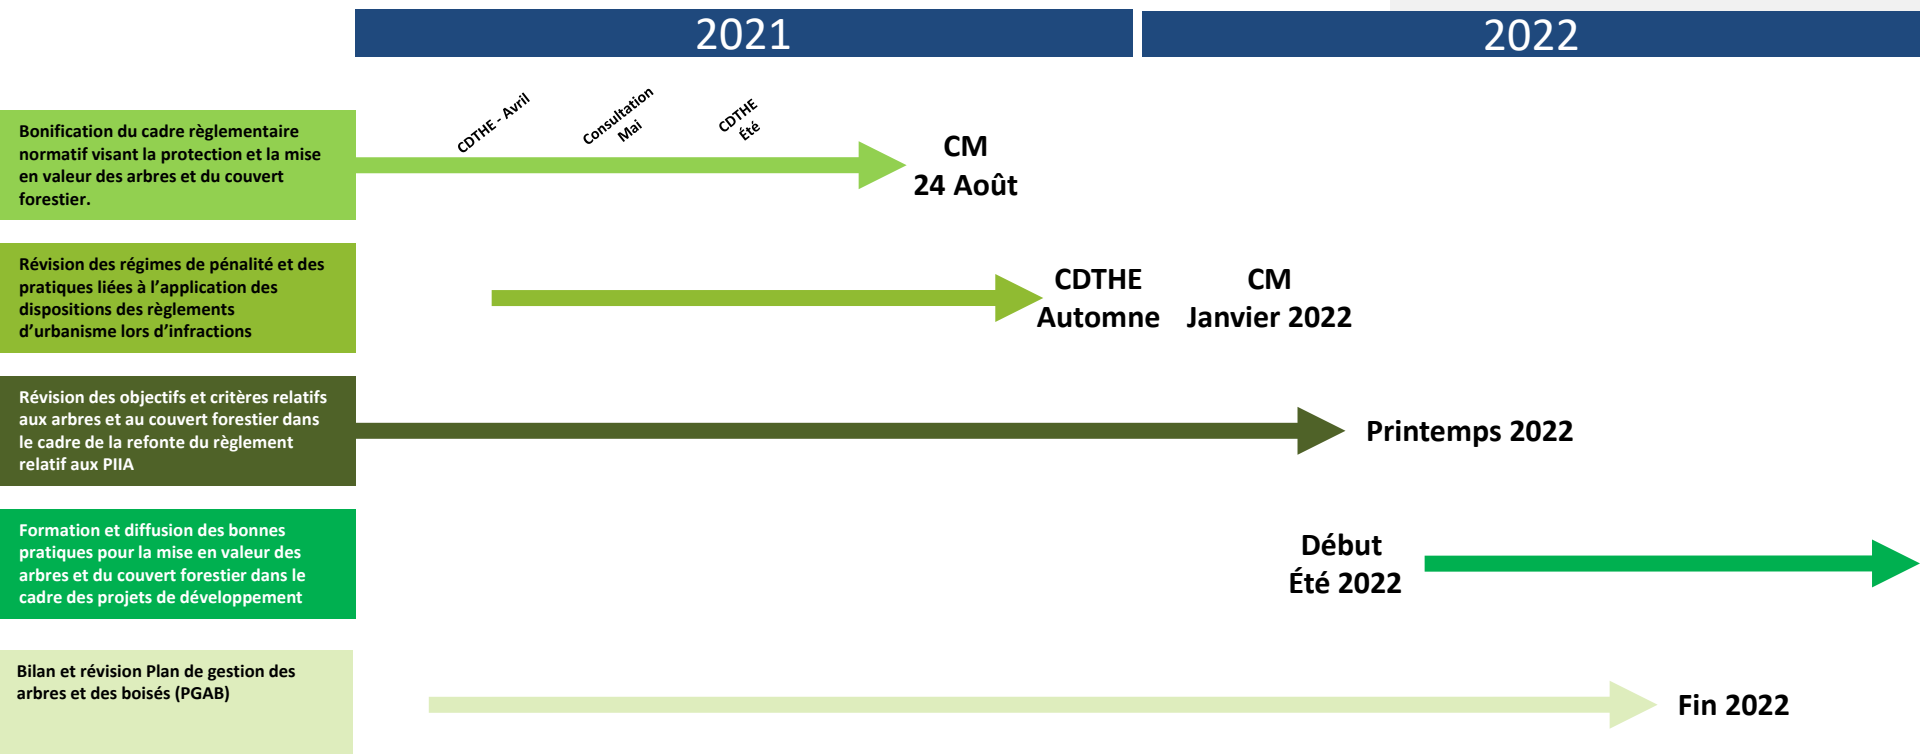 2021
2022
CDTHE - Avril
Consultation
Mai
CDTHE
Été
Bonification du cadre règlementaire
normatif visant la protection et la mise
en valeur des arbres et du couvert
forestier.
CM
24 Août
Révision des régimes de pénalité et des
pratiques liées à l’application des
dispositions des règlements
d’urbanisme lors d’infractions
CDTHE
Automne
CM
Janvier 2022
Révision des objectifs et critères relatifs
aux arbres et au couvert forestier dans
le cadre de la refonte du règlement
relatif aux PIIA
Printemps 2022
Formation et diffusion des bonnes
pratiques pour la mise en valeur des
arbres et du couvert forestier dans le
cadre des projets de développement
Début
Été 2022
Bilan et révision Plan de gestion des
arbres et des boisés (PGAB)
Fin 2022